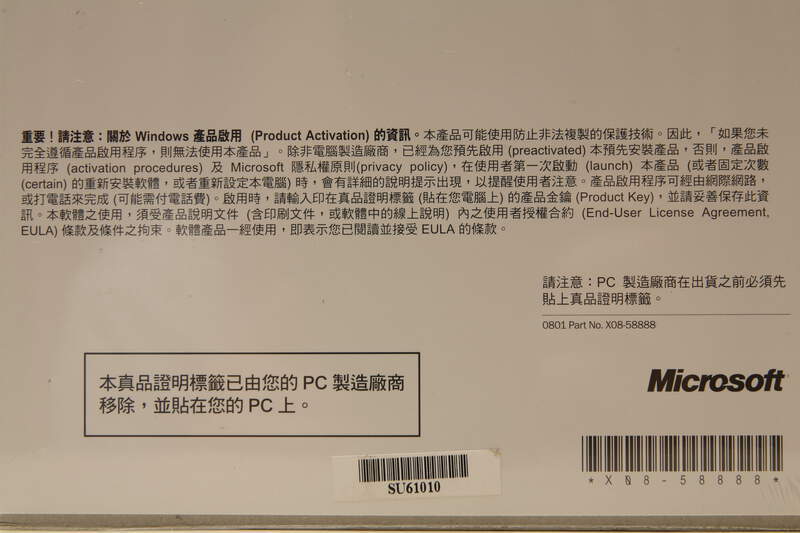 重要！請注意：關於 Windows 產品啟用 (Product Activation) 的資訊。本產品可能使用防止非法複製的保護技術。因此，「如果您未
完全遵循產品啟用程序，則無法使用本產品」。除非電腦製造廠商，已經為您預先啟用 (preactivated) 本預先安裝產品，否則，產品啟
用程序 (activation procedures) 及 Microsoft 隱私權原則(privacy policy)，在使用者第一次啟動 (launch) 本產品 (或者固定次數
(certain) 的重新安裝軟體，或者重新設定本電腦) 時，會有詳細的說明提示出現，以提醒使用者注意。產品啟用程序可經由網際網路，
或打電話來完成 (可能需付電話費)。啟用時，請輸入印在真品證明標籤 (貼在您電腦上) 的產品金鑰 (Product Key)，並請妥善保存此資
訊。本軟體之使用，須受產品說明文件 (含印刷文件，或軟體中的線上說明) 內之使用者授權合約 (End-User License Agreement,
EULA) 條款及條件之拘束。軟體產品一經使用，即表示您已閱讀並接受 EULA 的條款。
請注意：PC 製造廠商在出貨之前必須先
貼上真品證明標籤。
0801 Part No. X08-58888
本真品證明標籤已由您的 PC 製造廠商
移除，並貼在您的 PC 上。
Microsoft
SU61010
*X08-58888*